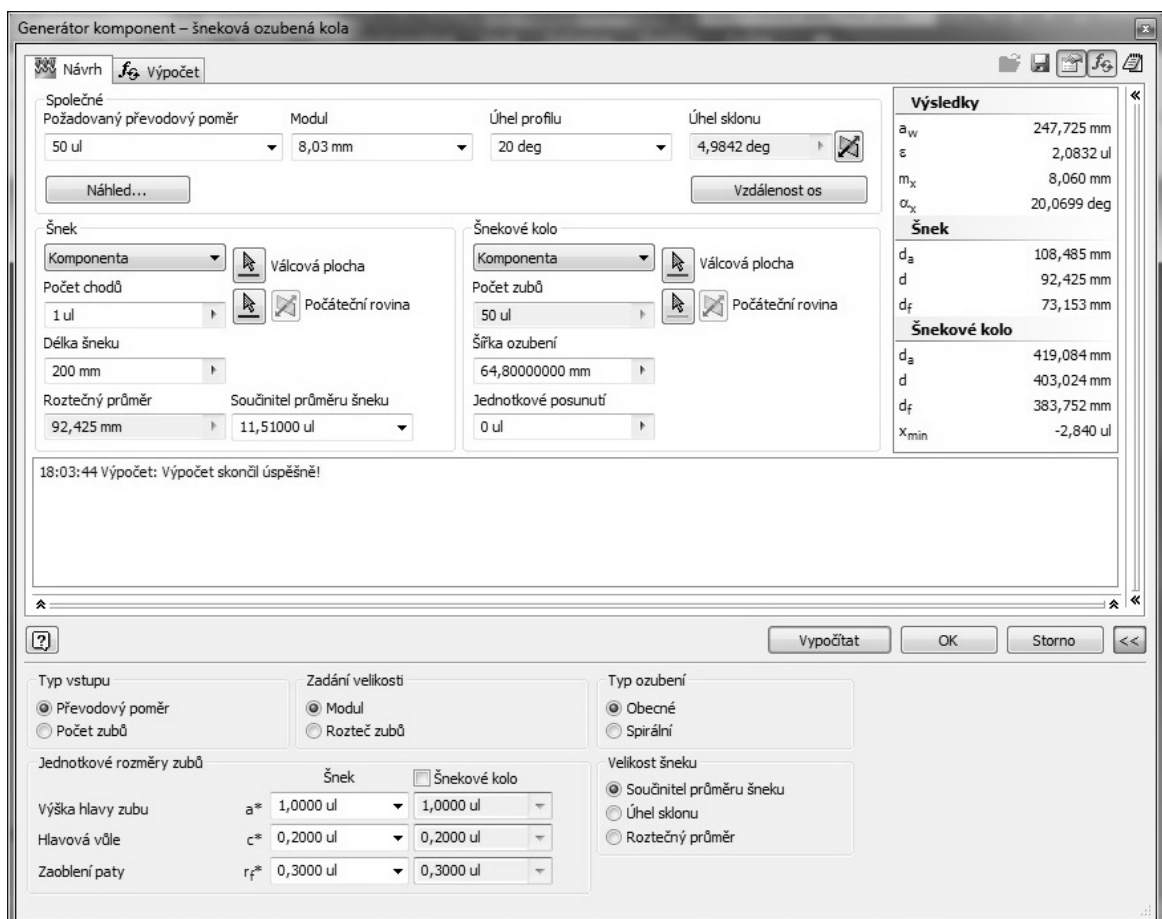 Generátor komponent – šneková ozubená kola
Návrh Výpočet
Společné
Požadovaný převodový poměr Modul Úhel profilu Úhel sklonu
50 ul 8,03 mm 20 deg 4,9842 deg
Náhled... Vzdálenost os
Šnek
Komponenta Válcová plocha
Počet chodů
1 ul Počáteční rovina
Délka šneku
200 mm
Roztečný průměr Součinitel průměru šneku
92,425 mm 11,51000 ul
Šnekové kolo
Komponenta Válcová plocha
Počet zubů
50 ul Počáteční rovina
Šířka ozubení
64,80000000 mm
Jednotkové posunutí
0 ul
Výsledky
aw 247,725 mm
ε 2,0832 ul
mx 8,060 mm
αx 20,0699 deg
Šnek
da 108,485 mm
d 92,425 mm
df 73,153 mm
Šnekové kolo
da 419,084 mm
d 403,024 mm
df 383,752 mm
xmin -2,840 ul
18:03:44 Výpočet: Výpočet skončil úspěšně!
Vypočítat OK Storno <<
Typ vstupu
Převodový poměr
Počet zubů
Zadání velikosti
Modul
Rozteč zubů
Typ ozubení
Obecné
Spirální
Jednotkové rozměry zubů
Šnek Šnekové kolo
Výška hlavy zubu a* 1,0000 ul 1,0000 ul
Hlavová vůle c* 0,2000 ul 0,2000 ul
Zaoblení paty rf* 0,3000 ul 0,3000 ul
Velikost šneku
Součinitel průměru šneku
Úhel sklonu
Roztečný průměr